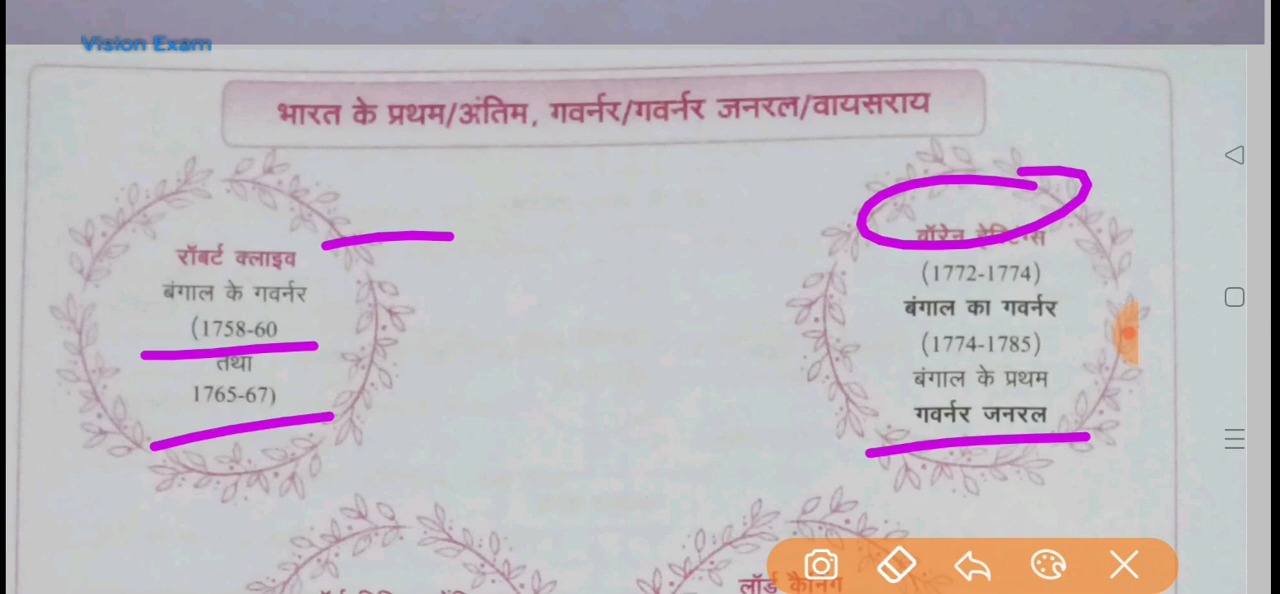 Vision Exam
भारत के प्रथम/अंतिम, गवर्नर/गवर्नर जनरल/वायसराय
रॉबर्ट क्लाइव
बंगाल के गवर्नर
(1758-60
तथा
1765-67)
वॉरेन हेस्टिंग्स
(1772-1774)
बंगाल का गवर्नर
(1774-1785)
बंगाल के प्रथम
गवर्नर जनरल
लॉर्ड कैनिंग